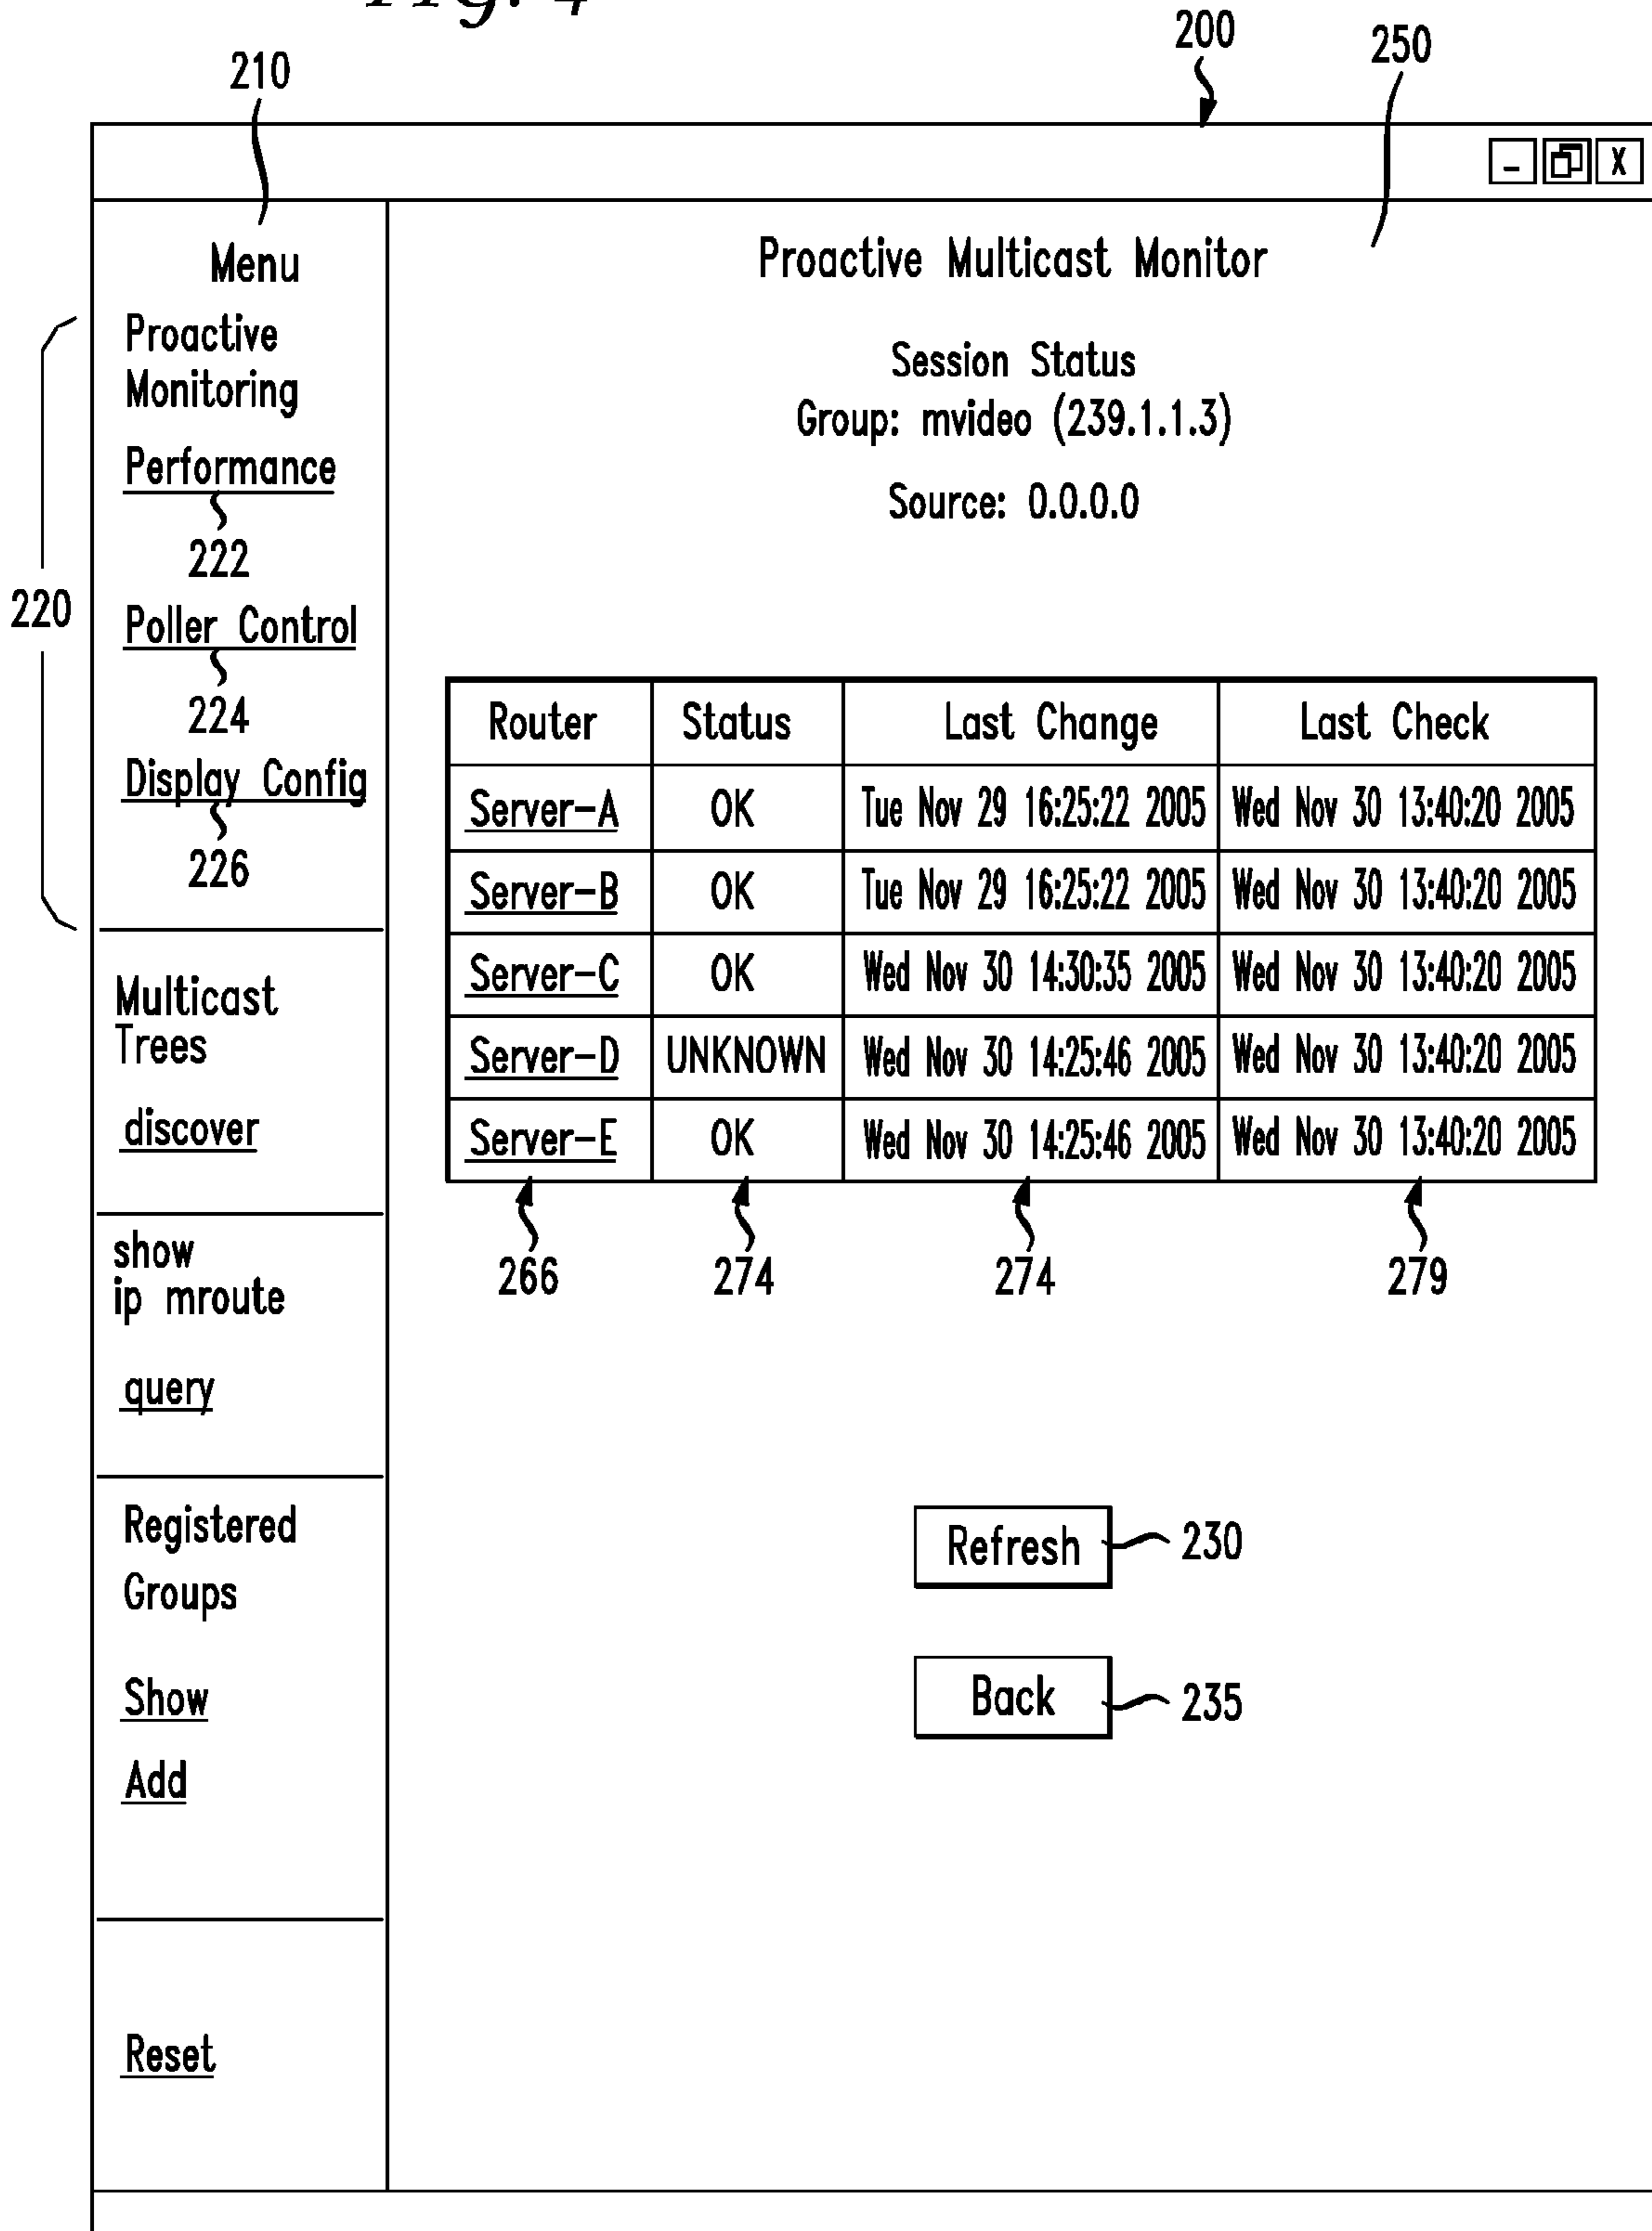 Fig. 4
200
250
210
- X
Menu
Proactive
Monitoring
Performance
222
220
Poller Control
224
Display Config
226
Multicast
Trees
discover
show
ip mroute
query
Registered
Groups
Show
Add
Reset
Proactive Multicast Monitor
Session Status
Group: mvideo (239.1.1.3)
Source: 0.0.0.0
Router Status Last Change Last Check
Server-A OK Tue Nov 29 16:25:22 2005 Wed Nov 30 13:40:20 2005
Server-B OK Tue Nov 29 16:25:22 2005 Wed Nov 30 13:40:20 2005
Server-C OK Wed Nov 30 14:30:35 2005 Wed Nov 30 13:40:20 2005
Server-D UNKNOWN Wed Nov 30 14:25:46 2005 Wed Nov 30 13:40:20 2005
Server-E OK Wed Nov 30 14:25:46 2005 Wed Nov 30 13:40:20 2005
266 274 274 279
Refresh 230
Back 235